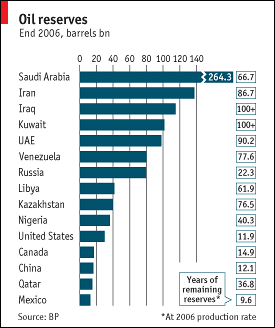 Oil reserves
End 2006, barrels bn
0 20 40 60 80 100 120 140
Saudi Arabia 264.3 66.7
Iran 86.7
Iraq 100+
Kuwait 100+
UAE 90.2
Venezuela 77.6
Russia 22.3
Libya 61.9
Kazakhstan 76.5
Nigeria 40.3
United States 11.9
Canada 14.9
China 12.1
Qatar 36.8
Mexico 9.6
Years of
remaining
reserves*
Source: BP *At 2006 production rate